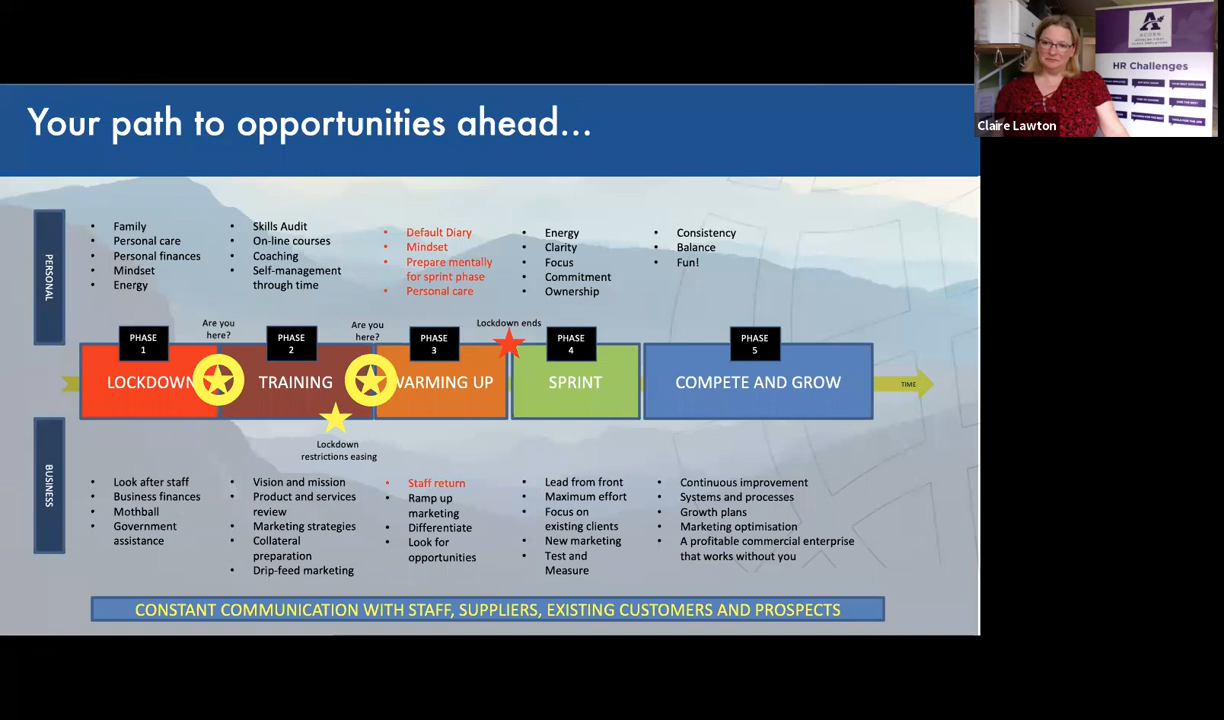 Your path to opportunities ahead...
ACORN
HR Challenges
Claire Lawton
PERSONAL
• Family
• Personal care
• Personal finances
• Mindset
• Energy
• Skills Audit
• On-line courses
• Coaching
• Self-management
through time
• Default Diary
• Mindset
• Prepare mentally
for sprint phase
• Personal care
• Energy
• Clarity
• Focus
• Commitment
• Ownership
• Consistency
• Balance
• Fun!
Are you
here?
Are you
here?
Lockdown ends
PHASE
1
PHASE
2
PHASE
3
PHASE
4
PHASE
5
LOCKDOWN
TRAINING
WARMING UP
SPRINT
COMPETE AND GROW
TIME
Lockdown
restrictions easing
BUSINESS
• Look after staff
• Business finances
• Mothball
• Government
assistance
• Vision and mission
• Product and services
review
• Marketing strategies
• Collateral
preparation
• Drip-feed marketing
• Staff return
• Ramp up
marketing
• Differentiate
• Look for
opportunities
• Lead from front
• Maximum effort
• Focus on
existing clients
• New marketing
• Test and
Measure
• Continuous improvement
• Systems and processes
• Growth plans
• Marketing optimisation
• A profitable commercial enterprise
that works without you
CONSTANT COMMUNICATION WITH STAFF, SUPPLIERS, EXISTING CUSTOMERS AND PROSPECTS